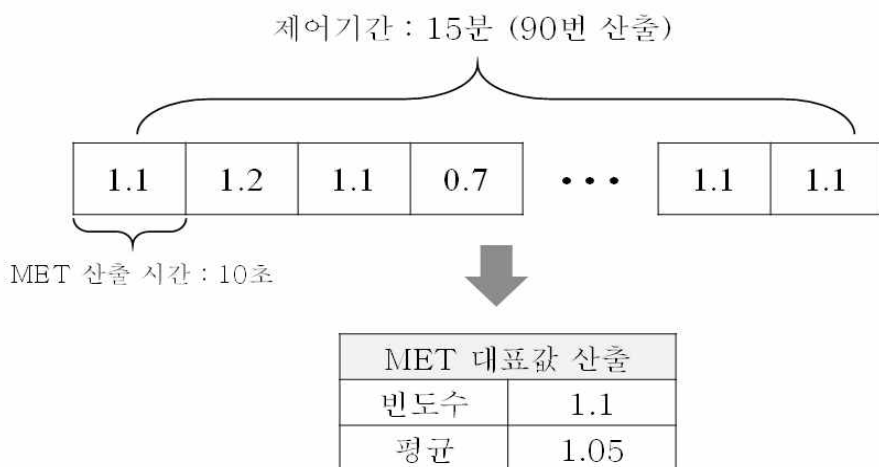 제어기간 : 15분 (90번 산출)
1.1 1.2 1.1 0.7 ••• 1.1 1.1
MET 산출 시간 : 10초
MET 대표값 산출
빈도수 1.1
평균 1.05